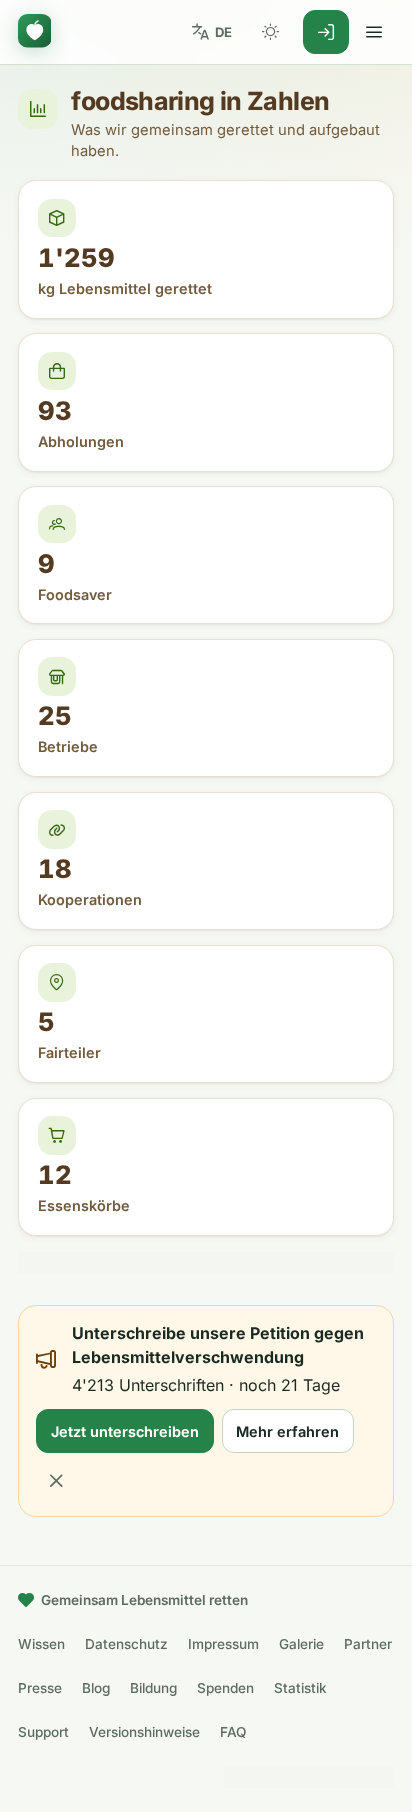 DE
foodsharing in Zahlen
Was wir gemeinsam gerettet und aufgebaut
haben.
1'259
kg Lebensmittel gerettet
93
Abholungen
9
Foodsaver
25
Betriebe
18
Kooperationen
5
Fairteiler
12
Essenskörbe
Unterschreibe unsere Petition gegen
Lebensmittelverschwendung
4'213 Unterschriften · noch 21 Tage
Jetzt unterschreiben Mehr erfahren
Gemeinsam Lebensmittel retten
Wissen Datenschutz Impressum Galerie Partner
Presse Blog Bildung Spenden Statistik
Support Versionshinweise FAQ